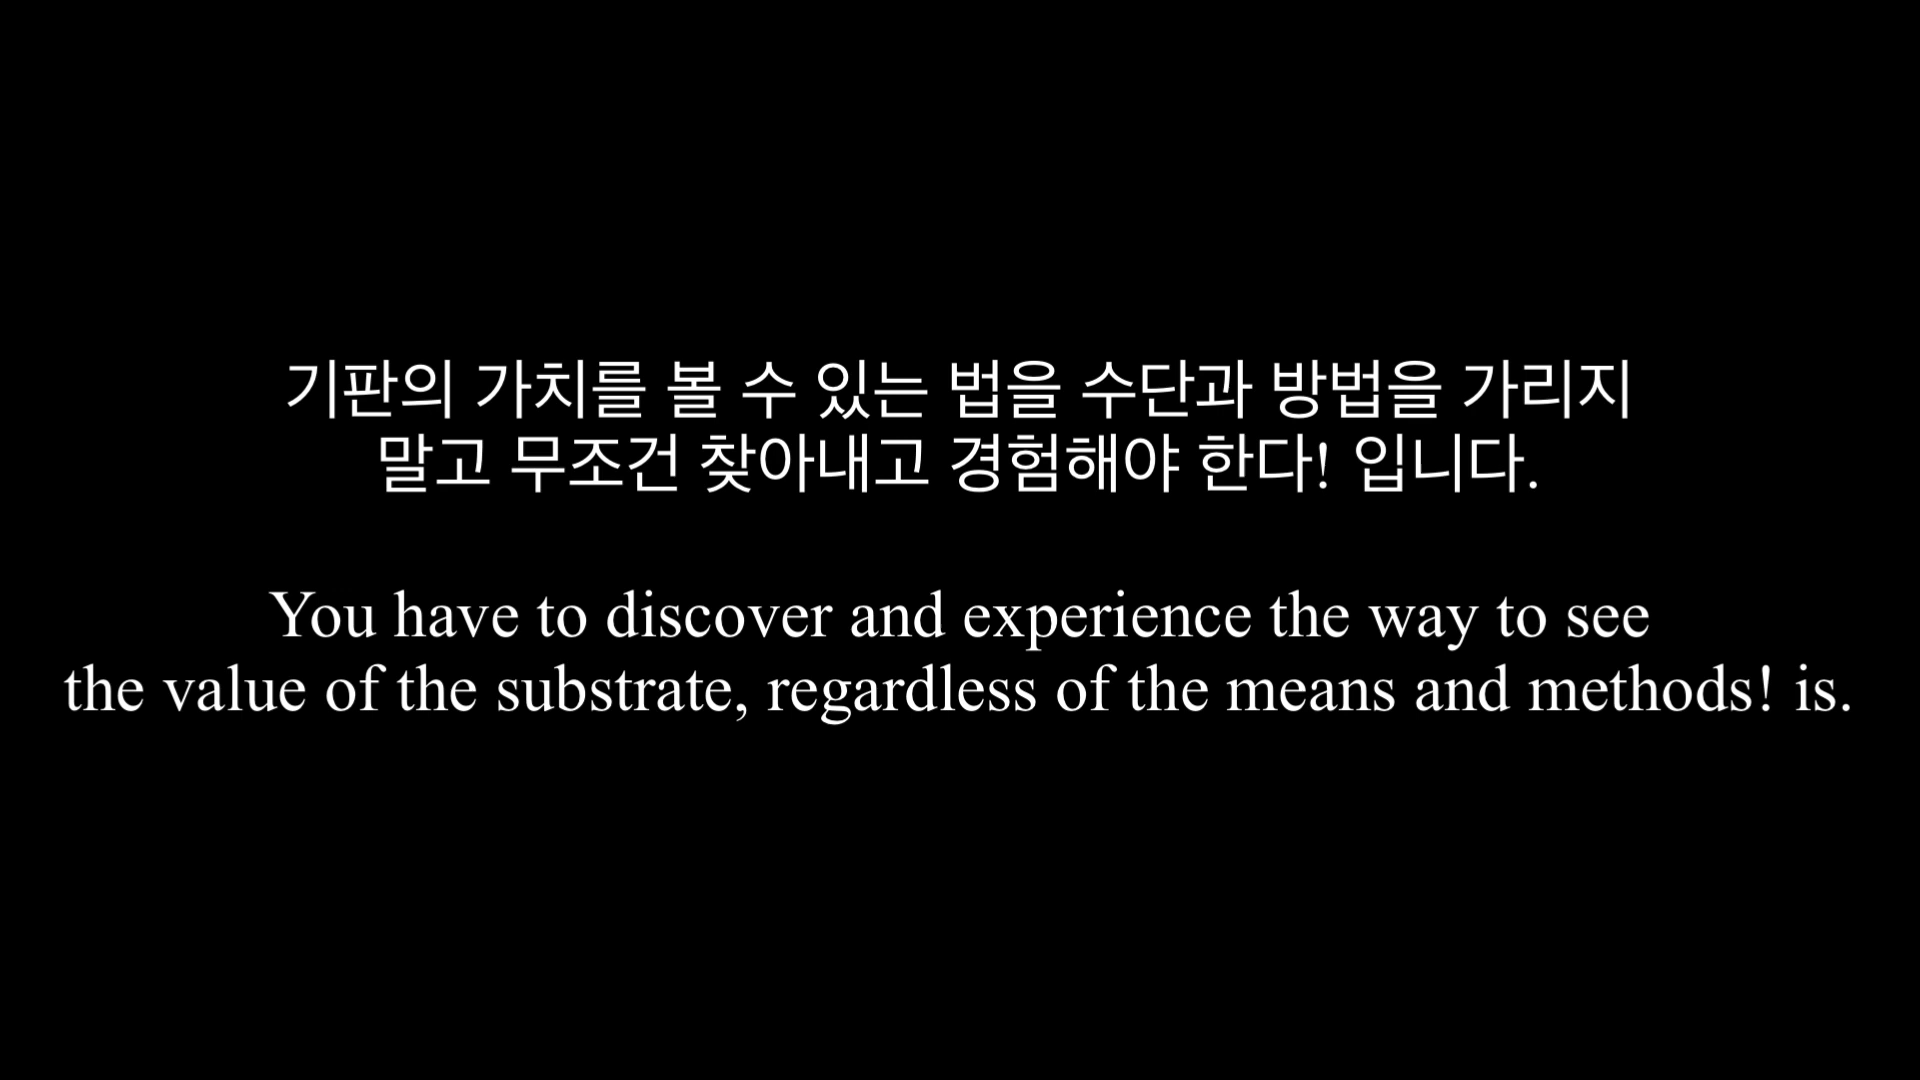 기판의 가치를 볼 수 있는 법을 수단과 방법을 가리지
말고 무조건 찾아내고 경험해야 한다! 입니다.
You have to discover and experience the way to see
the value of the substrate, regardless of the means and methods! is.